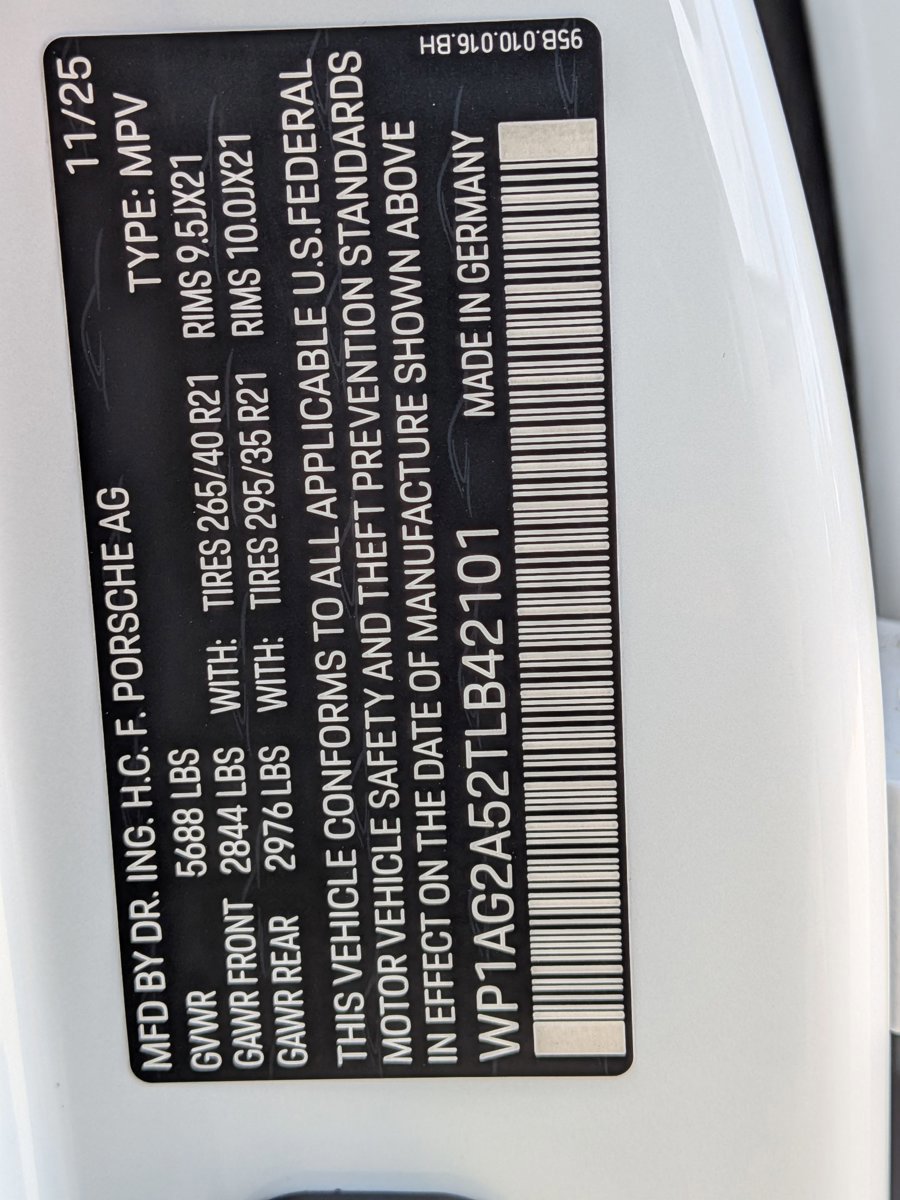 MFD BY DR. ING. H.C. F. PORSCHE AG 11/25
GVWR 5688 LBS TYPE: MPV
GAWR FRONT 2844 LBS WITH: TIRES 265/40 R21 RIMS 9.5JX21
GAWR REAR 2976 LBS WITH: TIRES 295/35 R21 RIMS 10.0JX21
THIS VEHICLE CONFORMS TO ALL APPLICABLE U.S.FEDERAL
MOTOR VEHICLE SAFETY AND THEFT PREVENTION STANDARDS
IN EFFECT ON THE DATE OF MANUFACTURE SHOWN ABOVE
WP1AG2A52TLB42101 MADE IN GERMANY
95B.010.016.BH